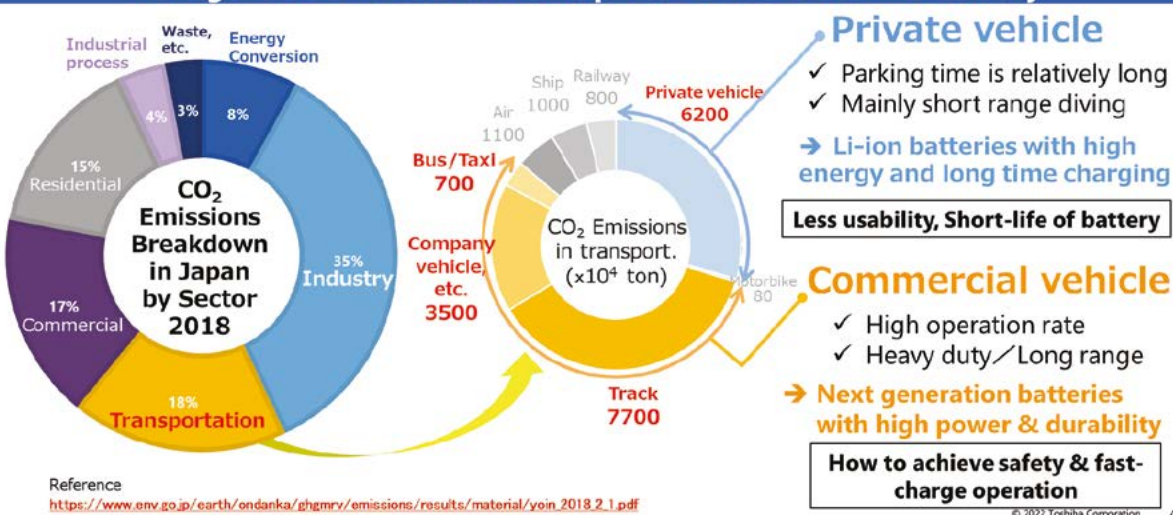 Industrial
process
Waste,
etc.
Energy
Conversion
4%
3%
8%
15%
Residential
35%
Industry
17%
Commercial
18%
Transportation
CO2
Emissions
Breakdown
in Japan
by Sector
2018
Air
1100
Ship
1000
Railway
800
Private vehicle
6200
Bus/Taxi
700
Company
vehicle,
etc.
3500
CO2 Emissions
in transport.
(x10⁴ ton)
Motorbike
80
Track
7700
Private vehicle
✓ Parking time is relatively long
✓ Mainly short range diving
➔ Li-ion batteries with high
energy and long time charging
Less usability, Short-life of battery
Commercial vehicle
✓ High operation rate
✓ Heavy duty/Long range
➔ Next generation batteries
with high power & durability
How to achieve safety & fast-
charge operation
Reference
https://www.env.go.jp/earth/ondanka/ghgmrv/emissions/results/material/yoin_2018_2_1.pdf
© 2022 Toshiba Corporation